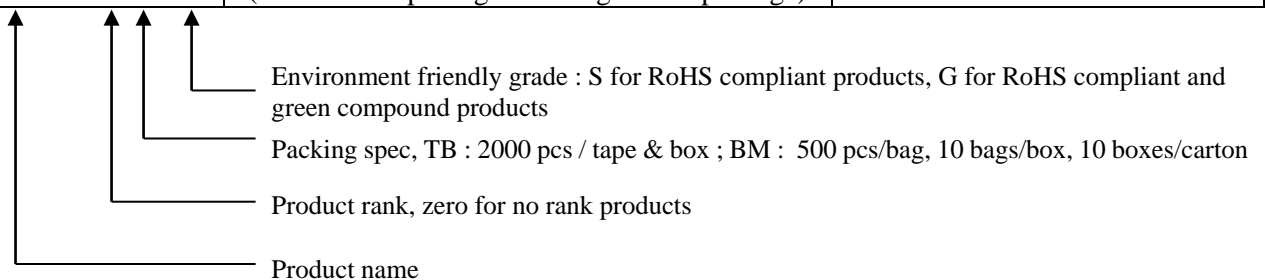 Environment friendly grade : S for RoHS compliant products, G for RoHS compliant and
green compound products
Packing spec, TB : 2000 pcs / tape & box ; BM : 500 pcs/bag, 10 bags/box, 10 boxes/carton
Product rank, zero for no rank products
Product name